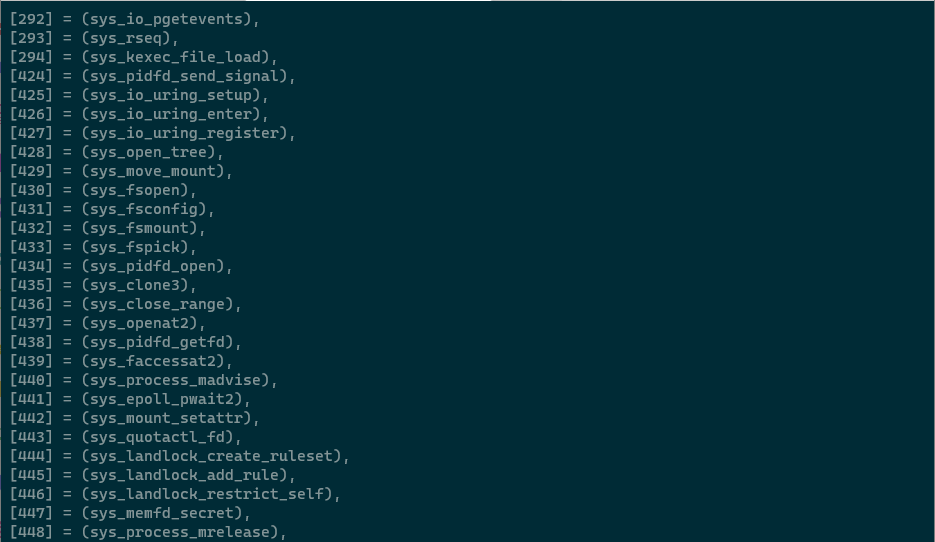 [292] = (sys_io_pgetevents),
[293] = (sys_rseq),
[294] = (sys_kexec_file_load),
[424] = (sys_pidfd_send_signal),
[425] = (sys_io_uring_setup),
[426] = (sys_io_uring_enter),
[427] = (sys_io_uring_register),
[428] = (sys_open_tree),
[429] = (sys_move_mount),
[430] = (sys_fsopen),
[431] = (sys_fsconfig),
[432] = (sys_fsmount),
[433] = (sys_fspick),
[434] = (sys_pidfd_open),
[435] = (sys_clone3),
[436] = (sys_close_range),
[437] = (sys_openat2),
[438] = (sys_pidfd_getfd),
[439] = (sys_faccessat2),
[440] = (sys_process_madvise),
[441] = (sys_epoll_pwait2),
[442] = (sys_mount_setattr),
[443] = (sys_quotactl_fd),
[444] = (sys_landlock_create_ruleset),
[445] = (sys_landlock_add_rule),
[446] = (sys_landlock_restrict_self),
[447] = (sys_memfd_secret),
[448] = (sys_process_mrelease),